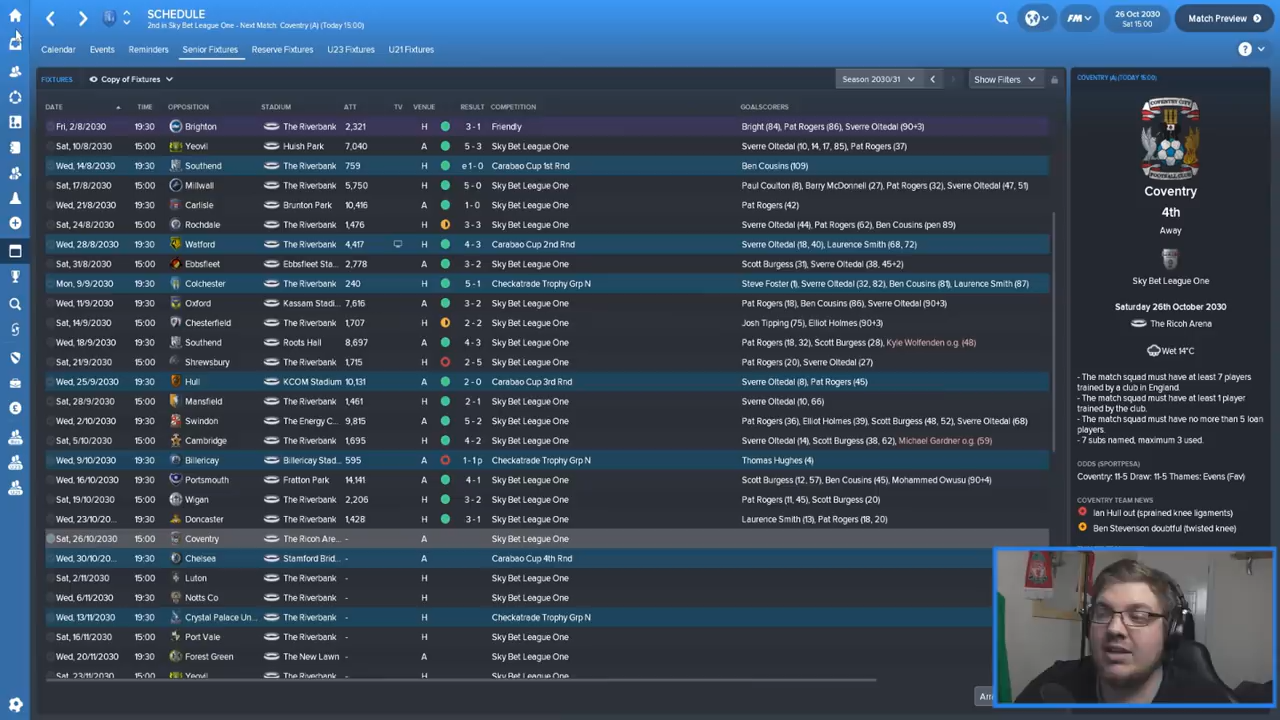 SCHEDULE
2nd in Sky Bet League One - Next Match: Coventry (A) (Today 15:00)
FM
26 Oct 2030
Sat 15:00
Match Preview
Calendar Events Reminders Senior Fixtures Reserve Fixtures U23 Fixtures U21 Fixtures
FIXTURES Copy of Fixtures Season 2030/31 Show Filters
DATE TIME OPPOSITION STADIUM ATT TV VENUE RESULT COMPETITION GOALSCORERS
Fri, 2/8/2030 19:30 Brighton The Riverbank 2,321 H 3 - 1 Friendly Bright (84), Pat Rogers (86), Sverre Oltedal (90+3)
Sat, 10/8/2030 15:00 Yeovil Huish Park 7,040 A 5 - 3 Sky Bet League One Sverre Oltedal (10, 14, 17, 85), Pat Rogers (37)
Wed, 14/8/2030 19:30 Southend The Riverbank 759 H e 1 - 0 Carabao Cup 1st Rnd Ben Cousins (109)
Sat, 17/8/2030 15:00 Millwall The Riverbank 5,750 H 5 - 0 Sky Bet League One Paul Coulton (8), Barry McDonnell (27), Pat Rogers (32), Sverre Oltedal (47, 51)
Wed, 21/8/2030 19:30 Carlisle Brunton Park 10,416 A 1 - 0 Sky Bet League One Pat Rogers (42)
Sat, 24/8/2030 15:00 Rochdale The Riverbank 1,476 H 3 - 3 Sky Bet League One Sverre Oltedal (44), Pat Rogers (62), Ben Cousins (pen 89)
Wed, 28/8/2030 19:30 Watford The Riverbank 4,417 H 4 - 3 Carabao Cup 2nd Rnd Sverre Oltedal (18, 40), Laurence Smith (68, 72)
Sat, 31/8/2030 15:00 Ebbsfleet Ebbsfleet Sta... 2,778 A 3 - 2 Sky Bet League One Scott Burgess (31), Sverre Oltedal (38, 45+2)
Mon, 9/9/2030 19:30 Colchester The Riverbank 240 H 5 - 1 Checkatrade Trophy Grp N Steve Foster (1), Sverre Oltedal (32, 82), Ben Cousins (81), Laurence Smith (87)
Wed, 11/9/2030 19:30 Oxford Kassam Stadi... 7,616 A 3 - 2 Sky Bet League One Pat Rogers (18), Ben Cousins (86), Sverre Oltedal (90+3)
Sat, 14/9/2030 15:00 Chesterfield The Riverbank 1,707 H 2 - 2 Sky Bet League One Josh Tipping (75), Elliot Holmes (90+3)
Wed, 18/9/2030 19:30 Southend Roots Hall 8,697 A 4 - 3 Sky Bet League One Pat Rogers (18, 32), Scott Burgess (28), Kyle Wolfenden o.g. (48)
Sat, 21/9/2030 15:00 Shrewsbury The Riverbank 1,715 H 2 - 5 Sky Bet League One Pat Rogers (20), Sverre Oltedal (27)
Wed, 25/9/2030 19:30 Hull KCOM Stadium 10,131 A 2 - 0 Carabao Cup 3rd Rnd Sverre Oltedal (8), Pat Rogers (45)
Sat, 28/9/2030 15:00 Mansfield The Riverbank 1,461 H 2 - 1 Sky Bet League One Sverre Oltedal (10, 66)
Wed, 2/10/2030 19:30 Swindon The Energy C... 9,815 A 5 - 2 Sky Bet League One Pat Rogers (36), Elliot Holmes (39), Scott Burgess (48, 52), Sverre Oltedal (68)
Sat, 5/10/2030 15:00 Cambridge The Riverbank 1,695 H 4 - 2 Sky Bet League One Sverre Oltedal (14), Scott Burgess (38, 62), Michael Gardner o.g. (59)
Wed, 9/10/2030 19:30 Billericay Billericay Stad... 595 A 1 - 1 p Checkatrade Trophy Grp N Thomas Hughes (4)
Wed, 16/10/2030 19:30 Portsmouth Fratton Park 14,141 A 4 - 1 Sky Bet League One Scott Burgess (12, 57), Ben Cousins (45), Mohammed Owusu (90+4)
Sat, 19/10/2030 15:00 Wigan The Riverbank 2,206 H 3 - 2 Sky Bet League One Pat Rogers (11, 45), Scott Burgess (20)
Wed, 23/10/20... 19:30 Doncaster The Riverbank 1,428 H 3 - 1 Sky Bet League One Laurence Smith (13), Pat Rogers (18, 20)
Sat, 26/10/2030 15:00 Coventry The Ricoh Are... - A Sky Bet League One
Wed, 30/10/20... 19:30 Chelsea Stamford Brid... - A Carabao Cup 4th Rnd
Sat, 2/11/2030 15:00 Luton The Riverbank - H Sky Bet League One
Wed, 6/11/2030 19:30 Notts Co The Riverbank - H Sky Bet League One
Wed, 13/11/2030 19:30 Crystal Palace Un... The Riverbank - H Checkatrade Trophy Grp N
Sat, 16/11/2030 15:00 Port Vale The Riverbank - H Sky Bet League One
Wed, 20/11/2030 19:30 Forest Green The New Lawn - A Sky Bet League One
Sat, 23/11/2030 15:00 Yeovil The Riverbank - H Sky Bet League One
COVENTRY (A) (TODAY 15:00)
COVENTRY CITY
FOOTBALL CLUB
Coventry
4th
Away
Sky Bet League One
Saturday 26th October 2030
The Ricoh Arena
Wet 14°C
- The match squad must have at least 7 players
trained by a club in England.
- The match squad must have at least 1 player
trained by the club.
- The match squad must have no more than 5 loan
players.
- 7 subs named, maximum 3 used.
ODDS (SPORTPESA)
Coventry: 11-5 Draw: 11-5 Thames: Evens (Fav)
COVENTRY TEAM NEWS
Ian Hull out (sprained knee ligaments)
Ben Stevenson doubtful (twisted knee)